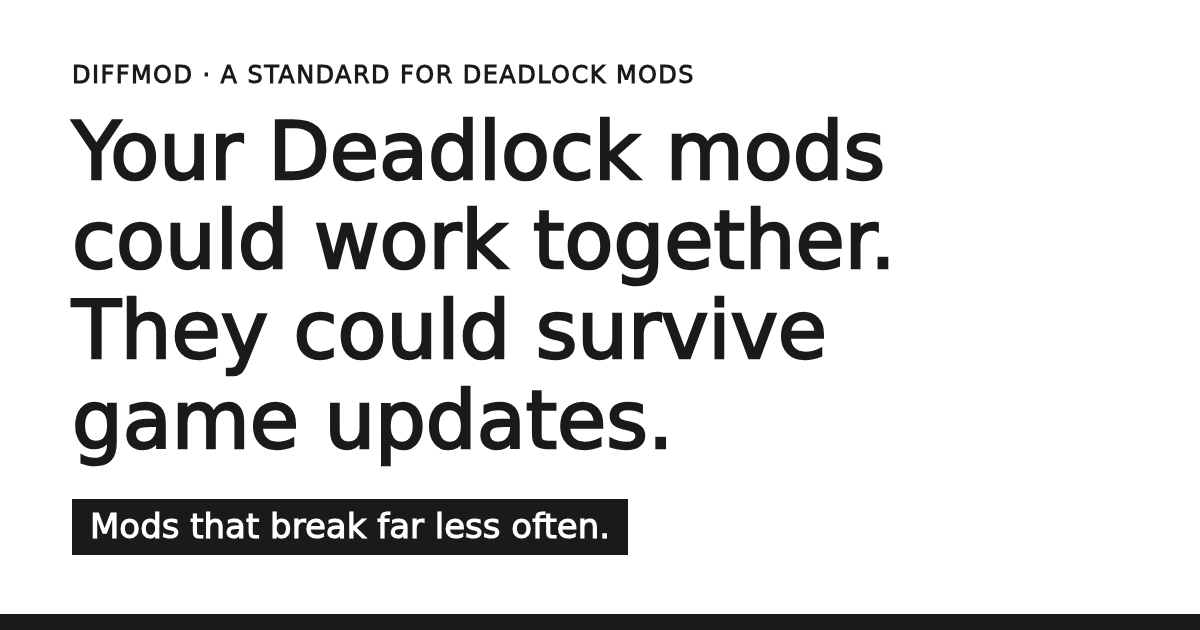 DIFFMOD · A STANDARD FOR DEADLOCK MODS
Your Deadlock mods
could work together.
They could survive
game updates.
Mods that break far less often.